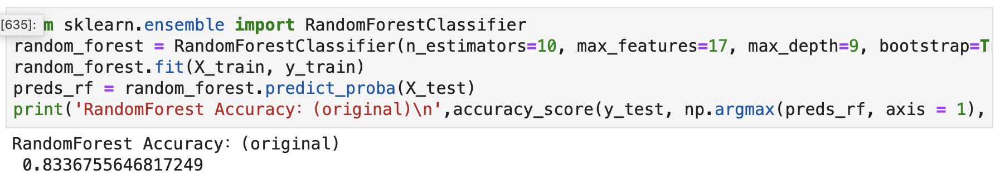 [635]:
m sklearn.ensemble import RandomForestClassifier
random_forest = RandomForestClassifier(n_estimators=10, max_features=17, max_depth=9, bootstrap=T
random_forest.fit(X_train, y_train)
preds_rf = random_forest.predict_proba(X_test)
print('RandomForest Accuracy: (original)\n',accuracy_score(y_test, np.argmax(preds_rf, axis = 1),
RandomForest Accuracy: (original)
0.8336755646817249